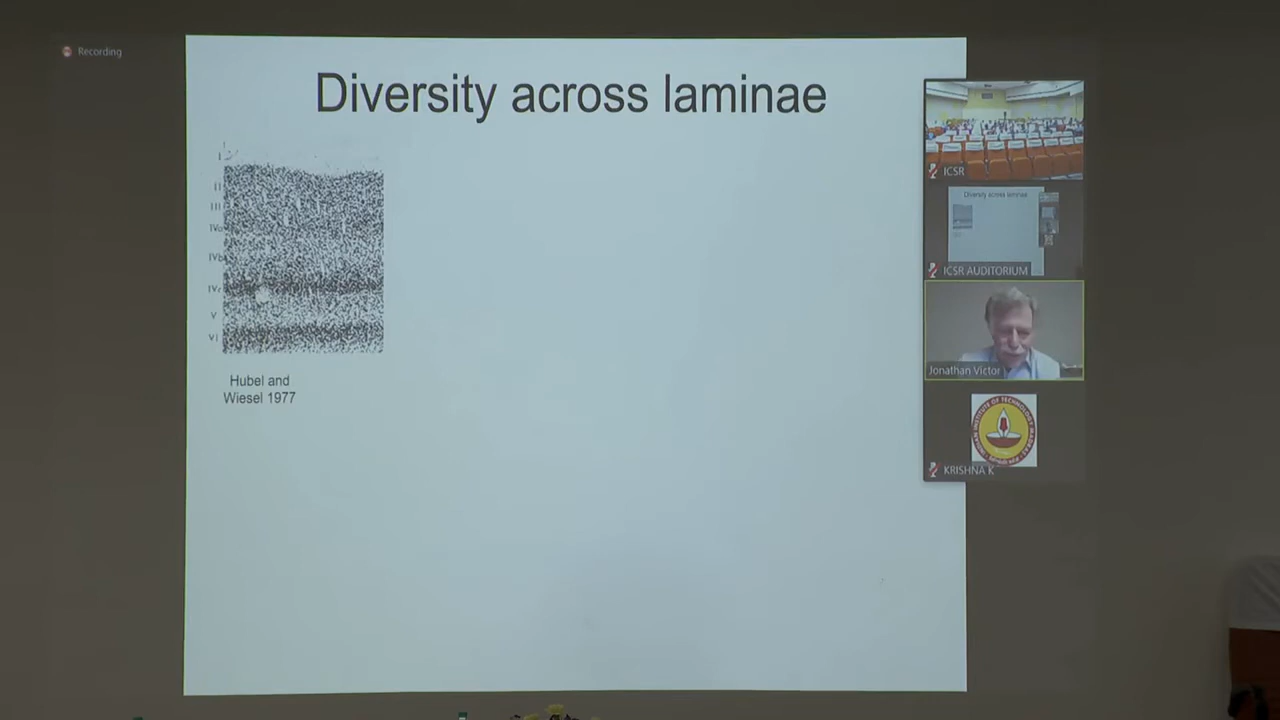 Recording
Diversity across laminae
I
II
III
IVa
IVb
IVc
V
VI
Hubel and
Wiesel 1977
ICSR
Diversity across laminae
ICSR AUDITORIUM
Jonathan Victor
KRISHNA K